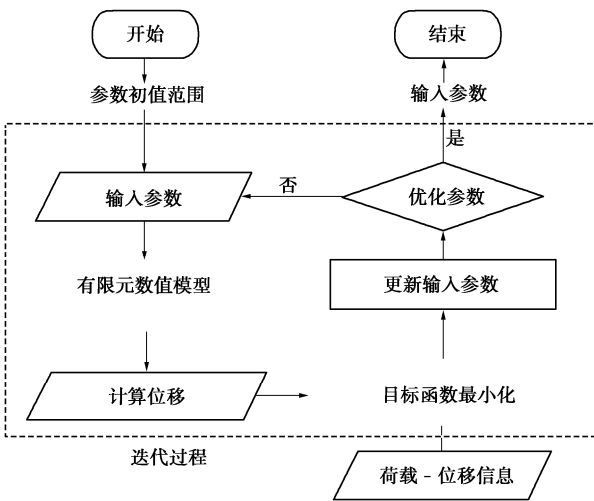 开始
结束
参数初值范围
输入参数
是
输入参数
否
优化参数
有限元数值模型
更新输入参数
计算位移
目标函数最小化
迭代过程
荷载 - 位移信息